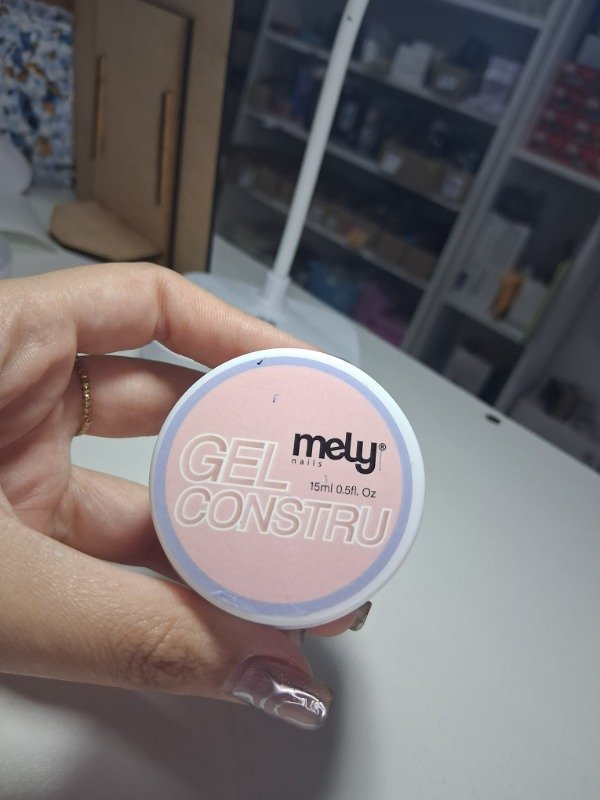 mely®
nails
15ml 0.5fl. Oz
GEL
CONSTRU